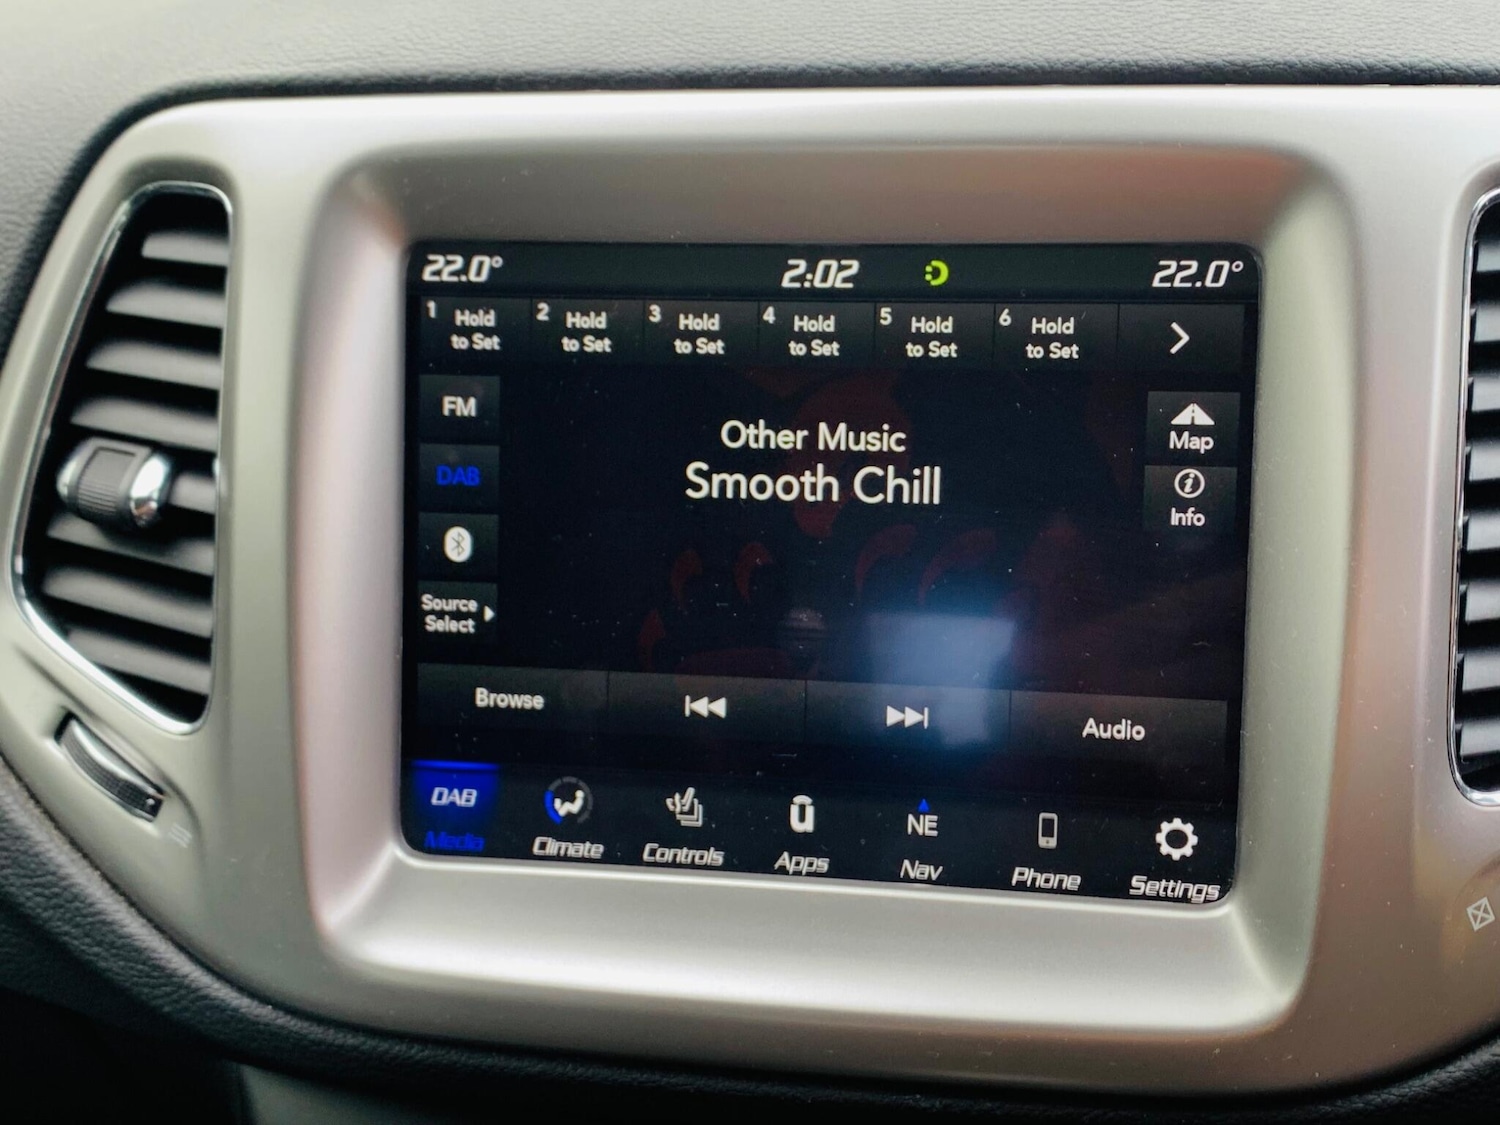 22.0° 2:02 22.0°
1 Hold to Set
2 Hold to Set
3 Hold to Set
4 Hold to Set
5 Hold to Set
6 Hold to Set
FM
DAB
Source
Select
Other Music
Smooth Chill
Map
Info
Browse
Audio
DAB
Media
Climate
Controls
Apps
NE
Nav
Phone
Settings